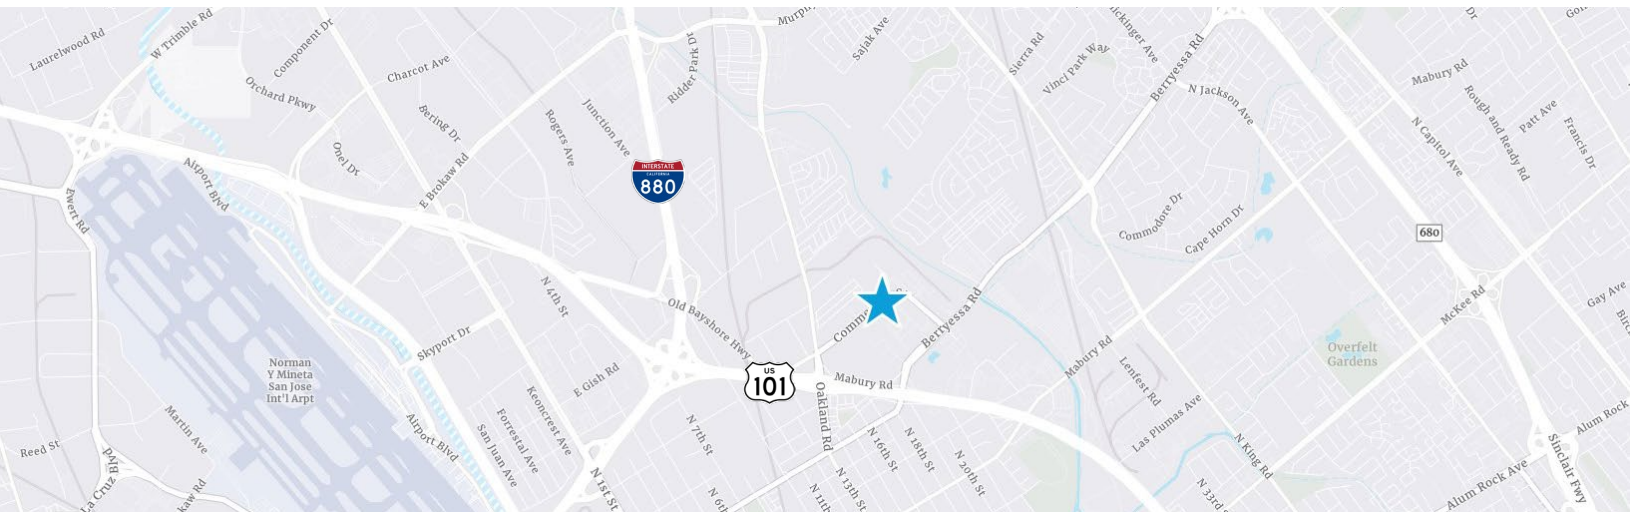 Laurelwood Rd
W Trimble Rd
Component Dr
Orchard Pkwy
Charcot Ave
Bering Dr
Onel Dr
E Brokaw Rd
Rogers Ave
Junction Ave
Ridder Park Dr
Sajak Ave
Sierra Rd
Vinci Park Way
Berryessa Rd
N Jackson Ave
Mabury Rd
Dr
Rough and Ready Rd
Patt Ave
Francis Dr
N Capitol Ave
INTERSTATE
CALIFORNIA
880
Airport Blvd
Ewert Rd
Commodore Dr
Cape Horn Dr
680
McKee Rd
Gay Ave
N 4th St
Old Bayshore Hwy
Berryessa Rd
Skyport Dr
Norman
Y Mineta
San Jose
Int'l Arpt
E Gish Rd
US
101
Mabury Rd
Oakland Rd
Mabury Rd
Lenfest Rd
Las Plumas Ave
Overfelt
Gardens
Reed St
Martin Ave
Airport Blvd
Keoncrest Ave
Forrestal Ave
San Juan Ave
N 1st St
N 7th St
N 13th St
N 16th St
N 18th St
N 20th St
N King Rd
Alum Rock
Alum Rock Ave
Sinclair Fwy